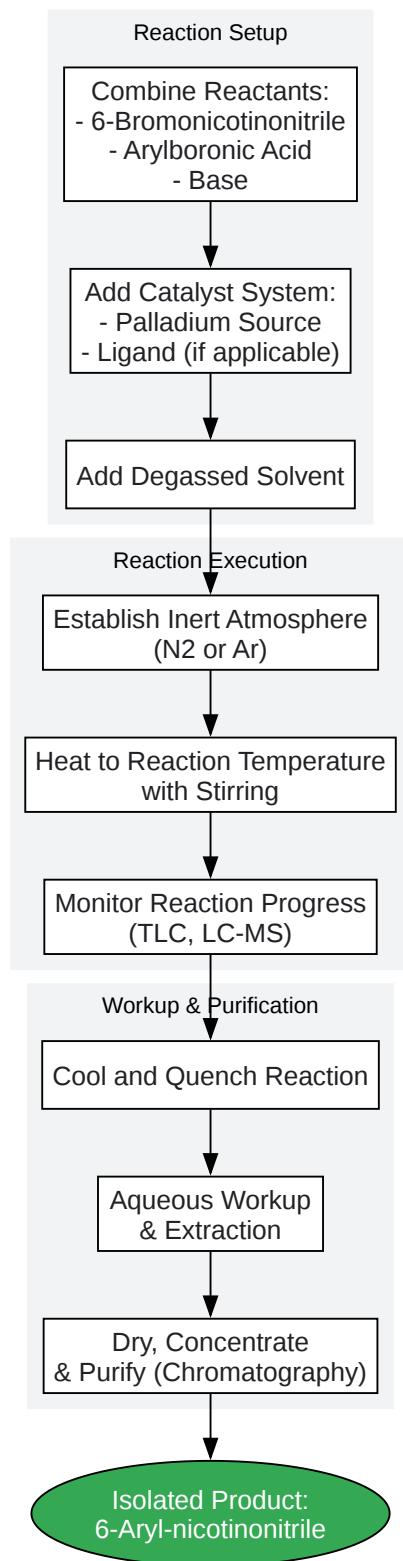 Reaction Setup
Combine Reactants:
- 6-Bromonicotinonitrile
- Arylboronic Acid
- Base
Add Catalyst System:
- Palladium Source
- Ligand (if applicable)
Add Degassed Solvent
Reaction Execution
Establish Inert Atmosphere
(N2 or Ar)
Heat to Reaction Temperature
with Stirring
Monitor Reaction Progress
(TLC, LC-MS)
Workup & Purification
Cool and Quench Reaction
Aqueous Workup
& Extraction
Dry, Concentrate
& Purify (Chromatography)
Isolated Product:
6-Aryl-nicotinonitrile